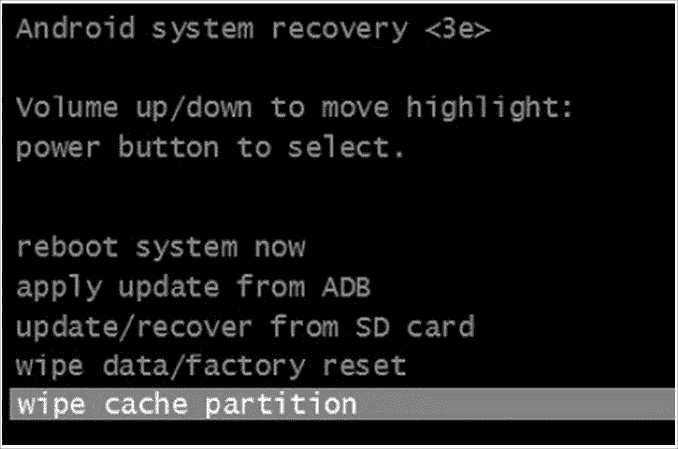 Android system recovery <3e>
Volume up/down to move highlight:
power button to select.
reboot system now
apply update from ADB
update/recover from SD card
wipe data/factory reset
wipe cache partition